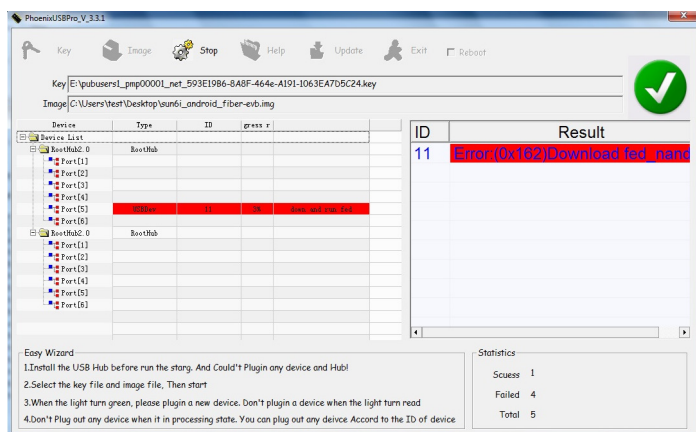 PhoenixUSBPro_V_3.3.1
Key Image Stop Help Update Exit Reboot
Key E:\pubusers1_pmp00001_net_593E19B6-8A8F-464e-A191-1063EA7D5C24.key
Image C:\Users\test\Desktop\sun6i_android_fiber-evb.img
Device Type ID gress r
Device List
RootHub2.0 RootHub
Port[1]
Port[2]
Port[3]
Port[4]
Port[5] USBDev 11 3% down and run fed
Port[6]
RootHub2.0 RootHub
Port[1]
Port[2]
Port[3]
Port[4]
Port[5]
Port[6]
ID Result
11 Error (0x162)Download fed_nand
Easy Wizard
1.Install the USB Hub before run the starg. And Could't Plugin any device and Hub!
2.Select the key file and image file, Then start
3.When the light turn green, please plugin a new device. Don't plugin a device when the light turn read
4.Don't Plug out any device when it in processing state. You can plug out any deivce Accord to the ID of device
Statistics
Scuess 1
Failed 4
Total 5